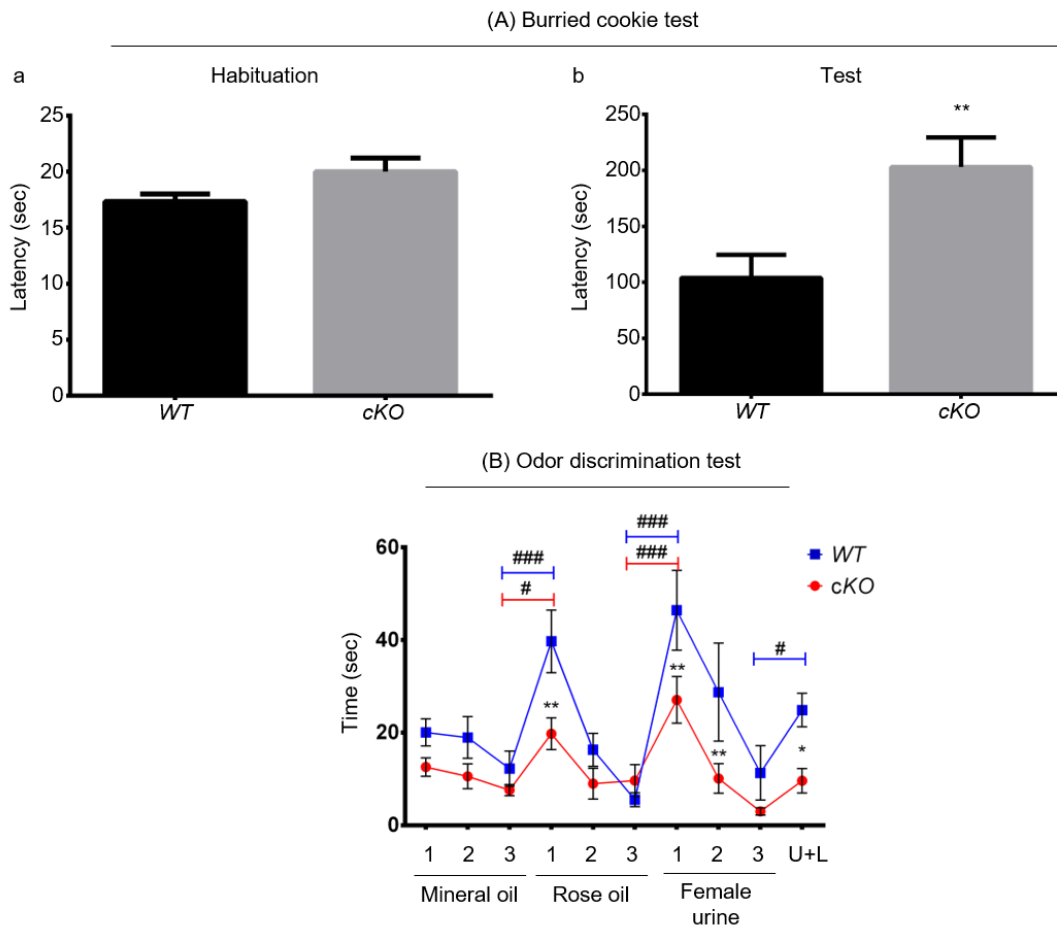 (A) Burried cookie test
a
Habituation
25
20
15
10
5
0
Latency (sec)
WT
cKO
b
Test
**
250
200
150
100
50
0
Latency (sec)
WT
cKO
(B) Odor discrimination test
60
40
20
0
Time (sec)
###
#
###
###
#
**
**
**
*
WT
cKO
1 2 3 1 2 3 1 2 3 U+L
Mineral oil
Rose oil
Female
urine